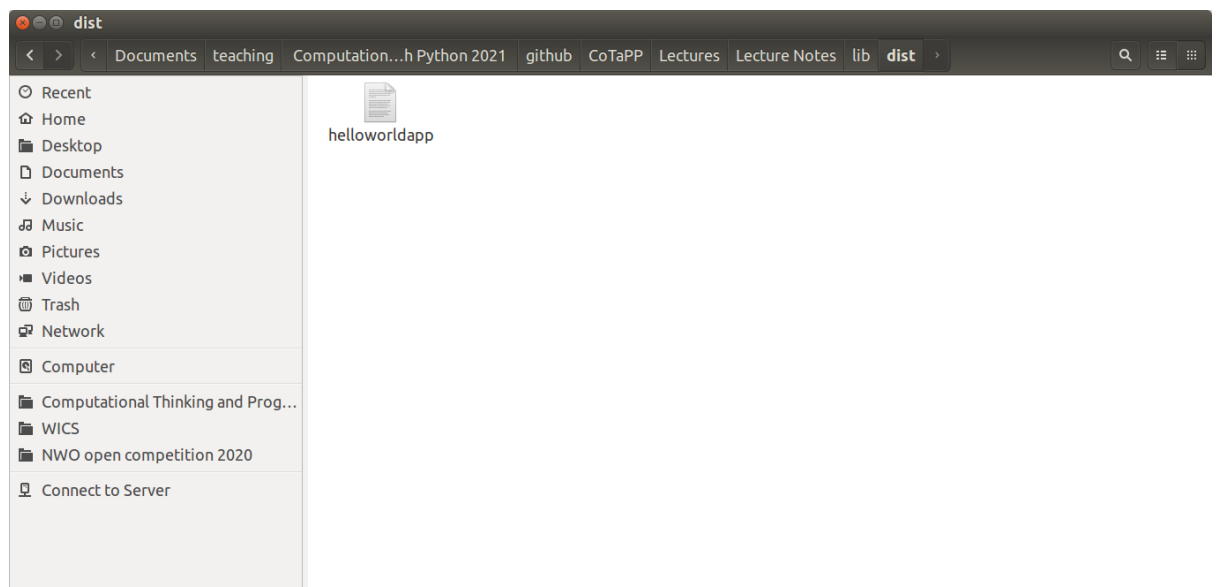 dist
Documents teaching Computation...h Python 2021 github CoTaPP Lectures Lecture Notes lib dist
Recent
Home
Desktop
Documents
Downloads
Music
Pictures
Videos
Trash
Network
Computer
Computational Thinking and Prog...
WICS
NWO open competition 2020
Connect to Server
helloworldapp